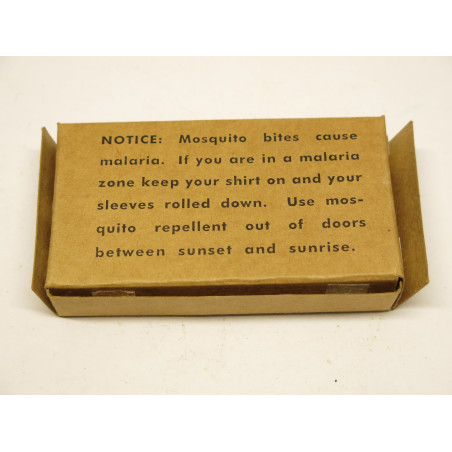 NOTICE: Mosquito bites cause
malaria. If you are in a malaria
zone keep your shirt on and your
sleeves rolled down. Use mos-
quito repellent out of doors
between sunset and sunrise.